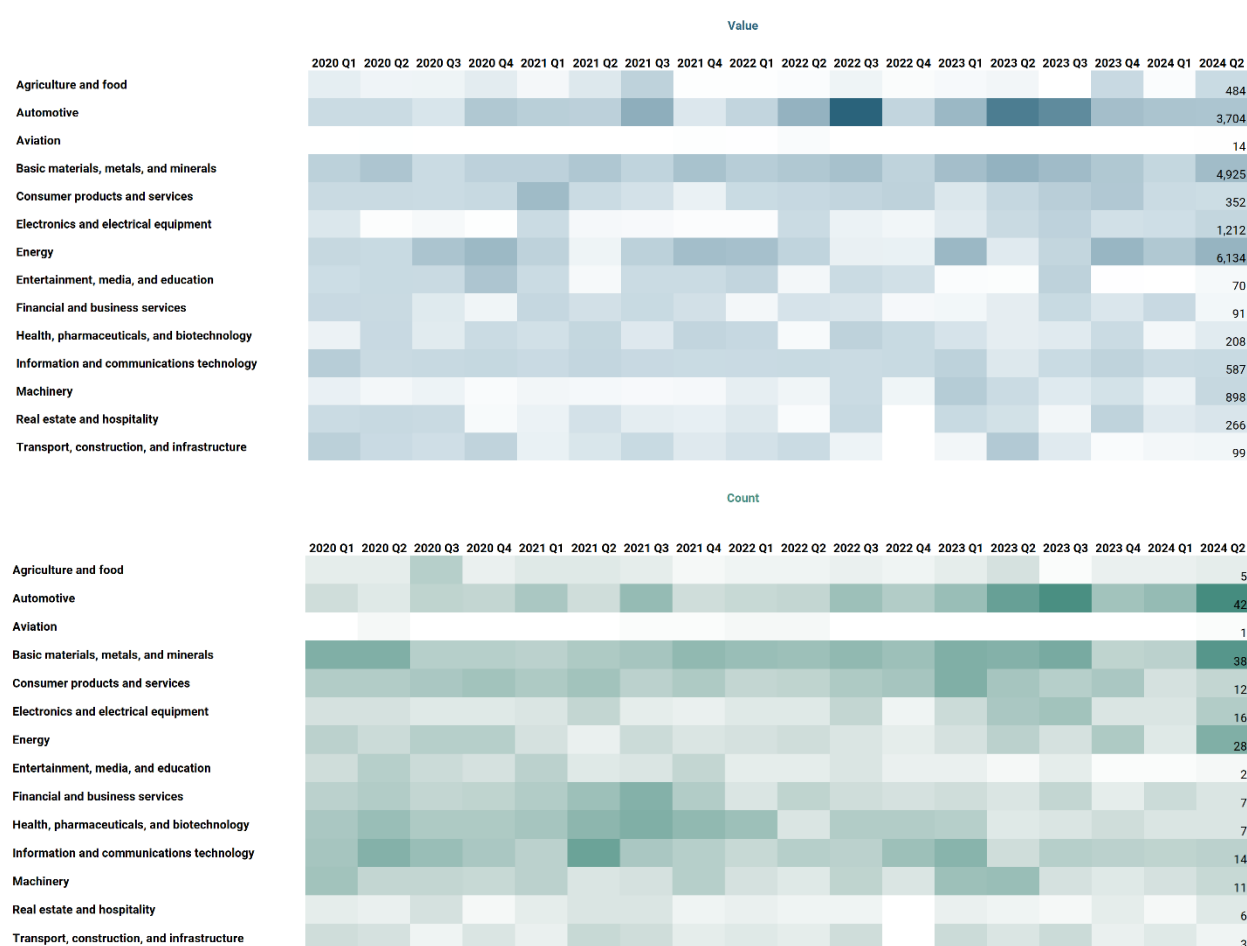 Value
2020 Q1 2020 Q2 2020 Q3 2020 Q4 2021 Q1 2021 Q2 2021 Q3 2021 Q4 2022 Q1 2022 Q2 2022 Q3 2022 Q4 2023 Q1 2023 Q2 2023 Q3 2023 Q4 2024 Q1 2024 Q2
Agriculture and food 484
Automotive 3,704
Aviation 14
Basic materials, metals, and minerals 4,925
Consumer products and services 352
Electronics and electrical equipment 1,212
Energy 6,134
Entertainment, media, and education 70
Financial and business services 91
Health, pharmaceuticals, and biotechnology 208
Information and communications technology 587
Machinery 898
Real estate and hospitality 266
Transport, construction, and infrastructure 99
Count
2020 Q1 2020 Q2 2020 Q3 2020 Q4 2021 Q1 2021 Q2 2021 Q3 2021 Q4 2022 Q1 2022 Q2 2022 Q3 2022 Q4 2023 Q1 2023 Q2 2023 Q3 2023 Q4 2024 Q1 2024 Q2
Agriculture and food 5
Automotive 42
Aviation 1
Basic materials, metals, and minerals 38
Consumer products and services 12
Electronics and electrical equipment 16
Energy 28
Entertainment, media, and education 2
Financial and business services 7
Health, pharmaceuticals, and biotechnology 7
Information and communications technology 14
Machinery 11
Real estate and hospitality 6
Transport, construction, and infrastructure 3